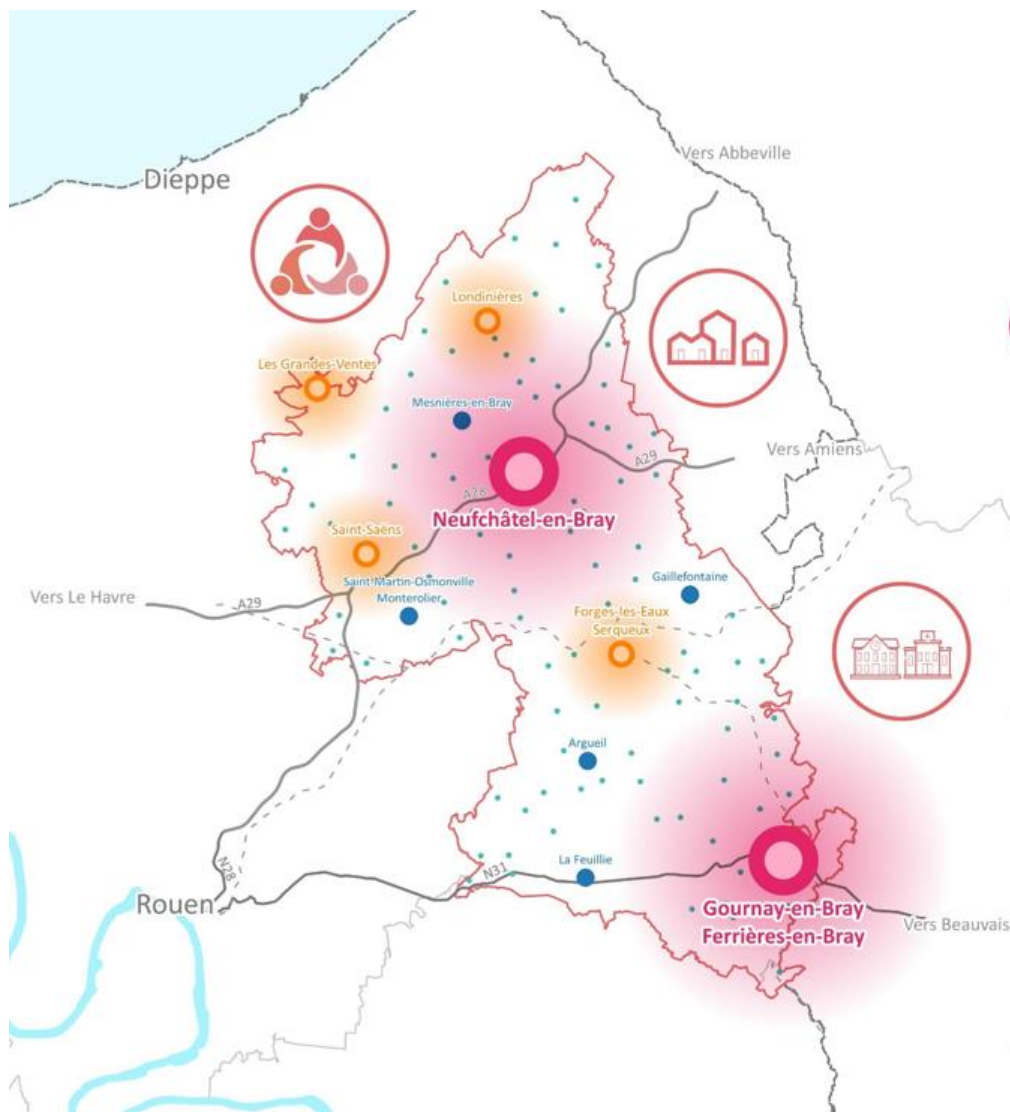 Vers Abbeville
Dieppe
Londinières
Les Grandes-Ventes
Mesnières-en-Bray
Vers Amiens
A29
A28
Neufchâtel-en-Bray
Saint-Saëns
Saint-Martin-Osmonville
Monterolier
Gaillefontaine
Vers Le Havre
A29
Forges-les-Eaux
Serqueux
Argueil
La Feuillie
N31
N28
Rouen
Gournay-en-Bray
Ferrières-en-Bray
Vers Beauvais